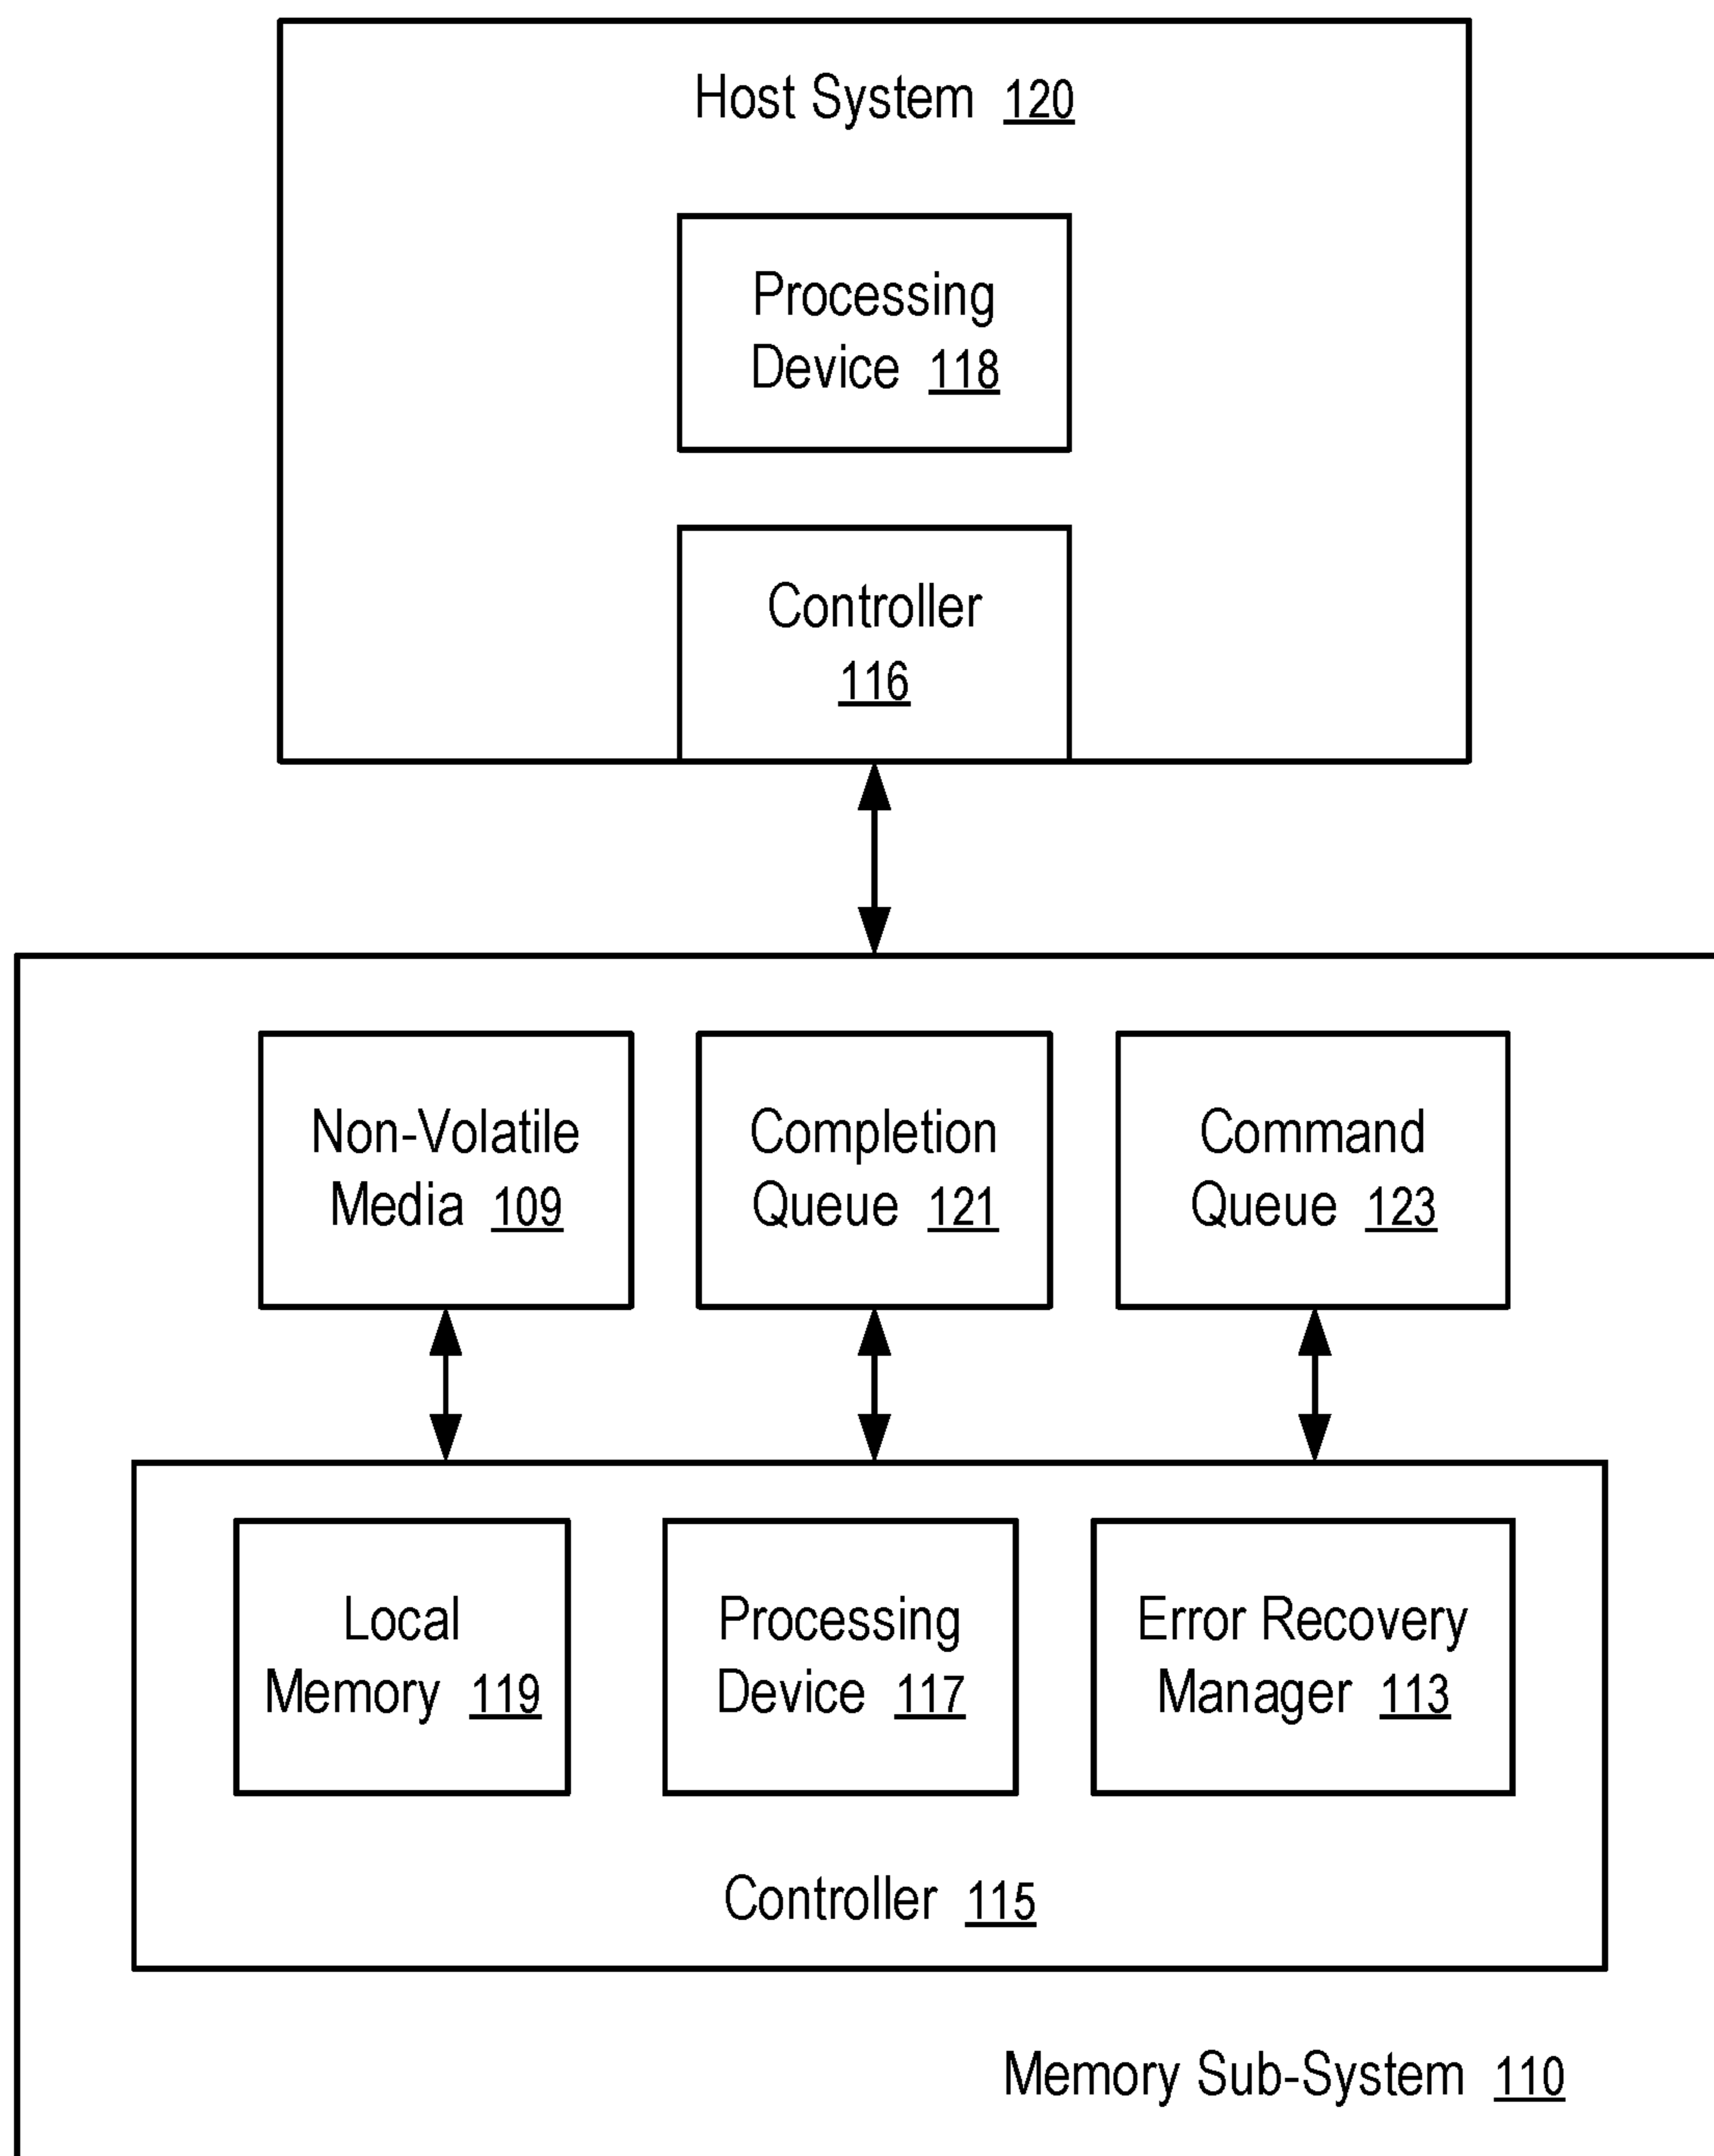 Host System 120
Processing
Device 118
Controller
116
Non-Volatile
Media 109
Completion
Queue 121
Command
Queue 123
Local
Memory 119
Processing
Device 117
Error Recovery
Manager 113
Controller 115
Memory Sub-System 110